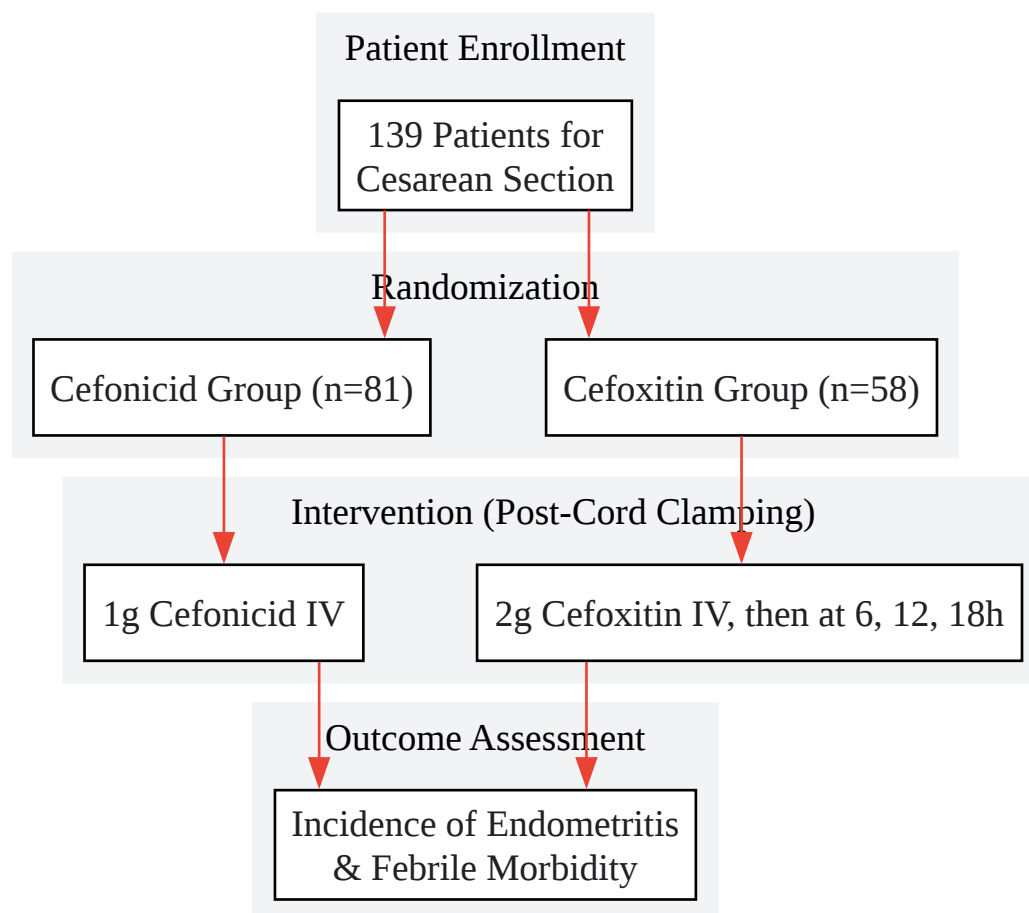 Patient Enrollment
139 Patients for
Cesarean Section
Randomization
Cefonicid Group (n=81)
Cefoxitin Group (n=58)
Intervention (Post-Cord Clamping)
1g Cefonicid IV
2g Cefoxitin IV, then at 6, 12, 18h
Outcome Assessment
Incidence of Endometritis
& Febrile Morbidity